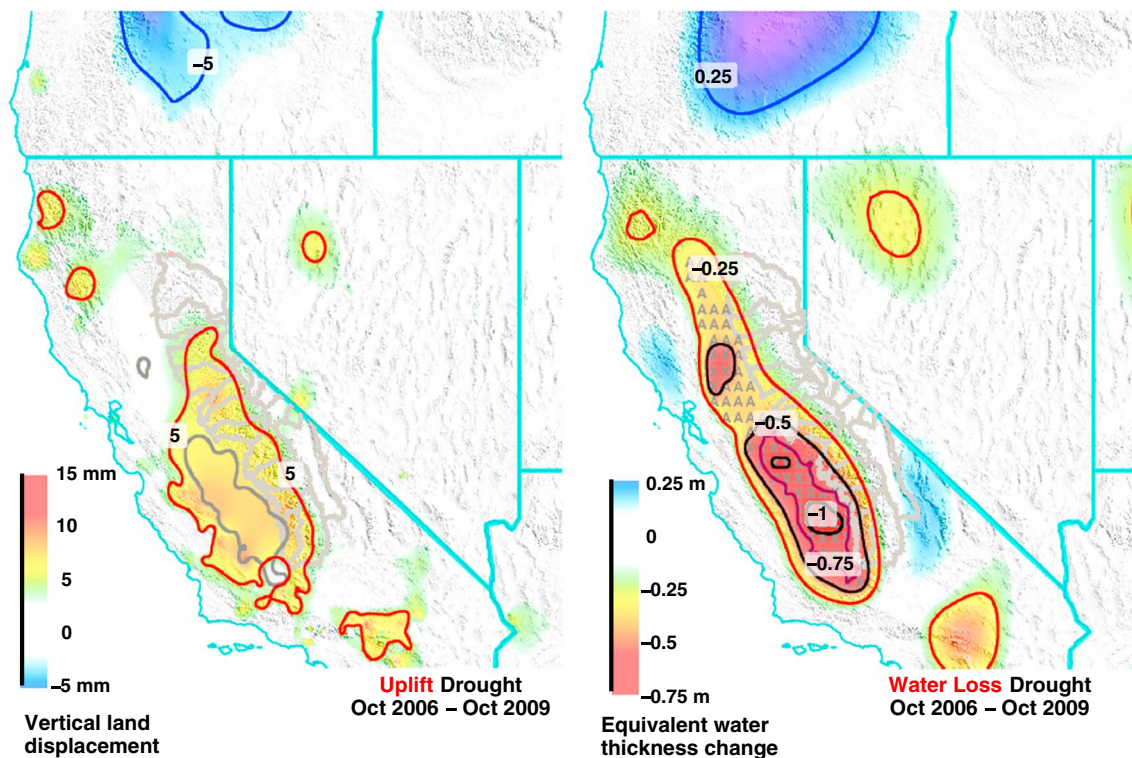 −5
5
5
15 mm
10
5
0
−5 mm
Vertical land
displacement
Uplift Drought
Oct 2006 − Oct 2009
0.25
−0.25
A
A A A
A A A
A A A
A
A
A A A A
A A A A
A A A A
−0.5
−1
−0.75
0.25 m
0
−0.25
−0.5
−0.75 m
Equivalent water
thickness change
Water Loss Drought
Oct 2006 − Oct 2009